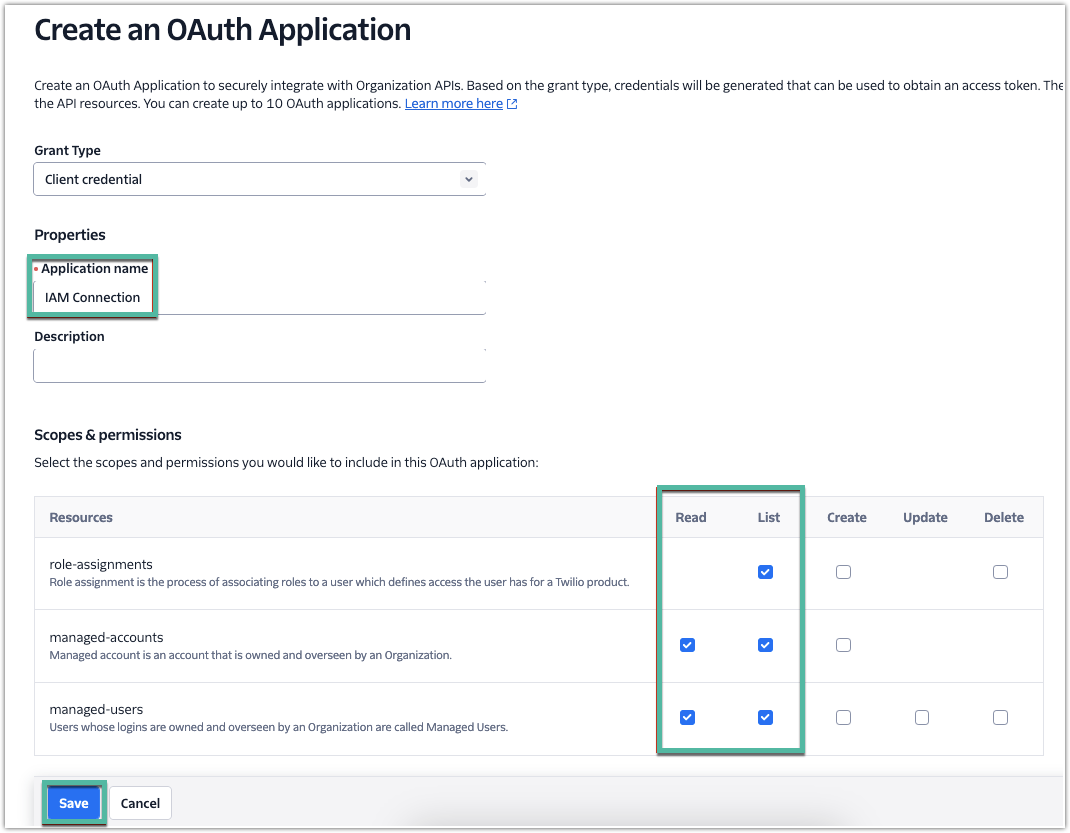 Create an OAuth Application
Create an OAuth Application to securely integrate with Organization APIs. Based on the grant type, credentials will be generated that can be used to obtain an access token. The
the API resources. You can create up to 10 OAuth applications. Learn more here
Grant Type
Client credential
Properties
Application name
IAM Connection
Description
Scopes & permissions
Select the scopes and permissions you would like to include in this OAuth application:
Resources Read List Create Update Delete
role-assignments
Role assignment is the process of associating roles to a user which defines access the user has for a Twilio product.
managed-accounts
Managed account is an account that is owned and overseen by an Organization.
managed-users
Users whose logins are owned and overseen by an Organization are called Managed Users.
Save Cancel